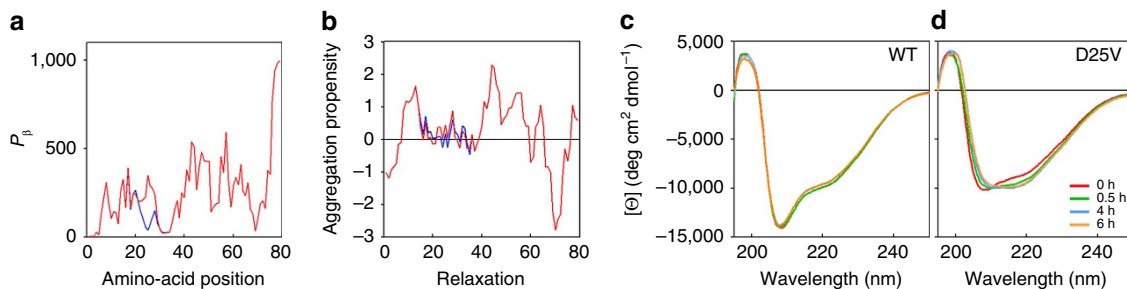 a
1,000
500
0
Pβ
0 20 40 60 80
Amino-acid position
b
3
2
1
0
−1
−2
−3
Aggregation propensity
0 20 40 60 80
Relaxation
c
WT
5,000
0
−5,000
−10,000
−15,000
[Θ] (deg cm² dmol⁻¹)
200 220 240
Wavelength (nm)
d
D25V
0 h
0.5 h
4 h
6 h
200 220 240
Wavelength (nm)